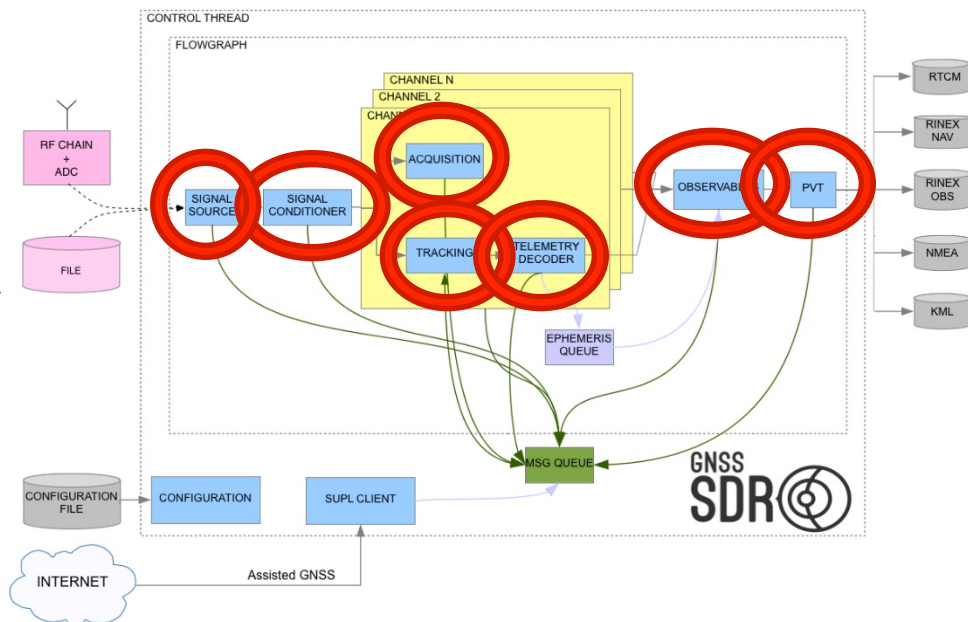 CONTROL THREAD
FLOWGRAPH
CHANNEL N
CHANNEL 2
CHAN
RF CHAIN
+
ADC
FILE
SIGNAL
SOURCE
SIGNAL
CONDITIONER
ACQUISITION
TRACKING
TELEMETRY
DECODER
OBSERVABL
PVT
EPHEMERIS
QUEUE
MSG QUEUE
RTCM
RINEX
NAV
RINEX
OBS
NMEA
KML
CONFIGURATION
FILE
CONFIGURATION
SUPL CLIENT
GNSS
SDR
INTERNET
Assisted GNSS